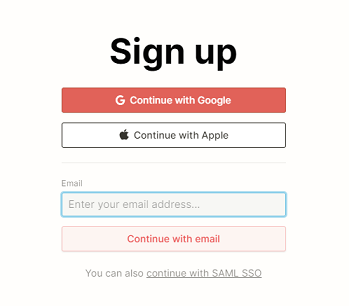 Sign up
Continue with Google
Continue with Apple
Email
Enter your email address...
Continue with email
You can also continue with SAML SSO